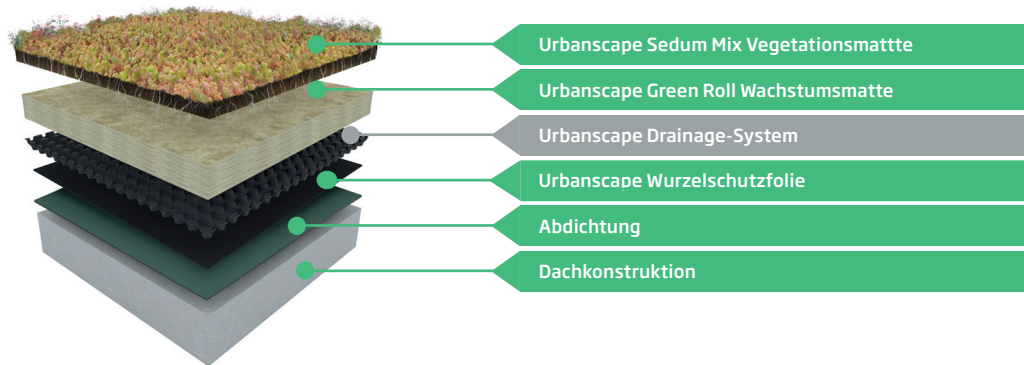 Urbanscape Sedum Mix Vegetationsmattte
Urbanscape Green Roll Wachstumsmatte
Urbanscape Drainage-System
Urbanscape Wurzelschutzfolie
Abdichtung
Dachkonstruktion